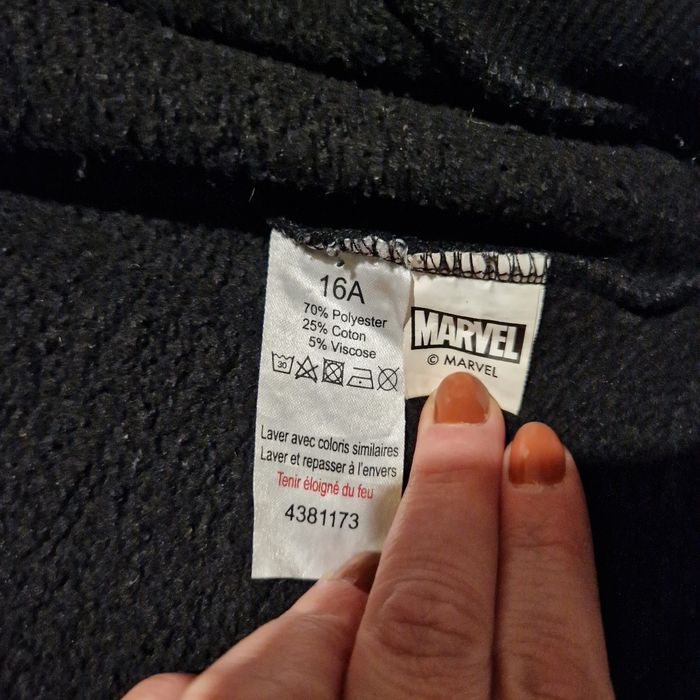 16A
70% Polyester
25% Coton
5% Viscose
30
Laver avec coloris similaires
Laver et repasser à l'envers
Tenir éloigné du feu
4381173
MARVEL
© MARVEL